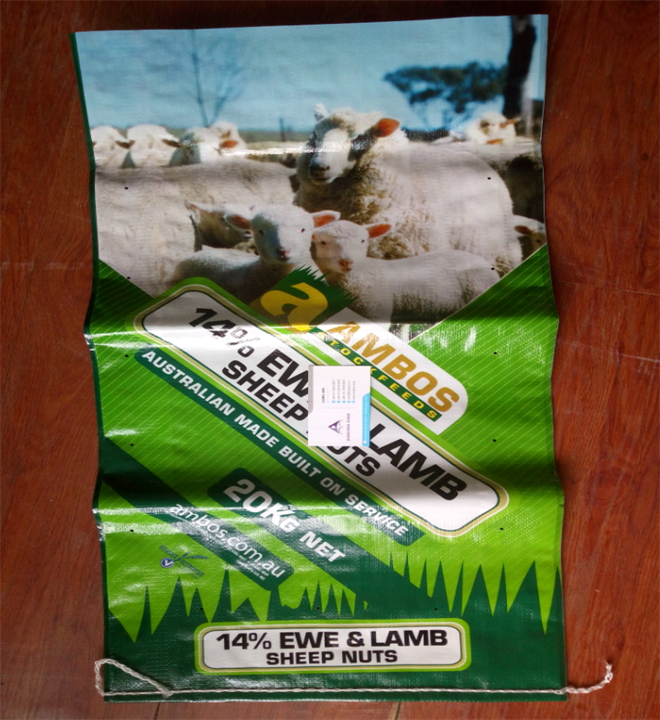 a
AMBOS
STOCKFEEDS
14% EWE & LAMB
SHEEP NUTS
AUSTRALIAN MADE BUILT ON SERVICE
20KG NET
ambos.com.au
14% EWE & LAMB
SHEEP NUTS